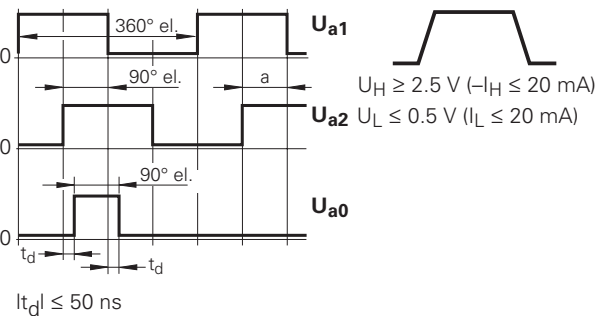 360° el.
U_a1
0
90° el.
a
U_H ≥ 2.5 V (–I_H ≤ 20 mA)
U_a2
U_L ≤ 0.5 V (I_L ≤ 20 mA)
0
90° el.
U_a0
0
t_d
t_d
|t_d| ≤ 50 ns